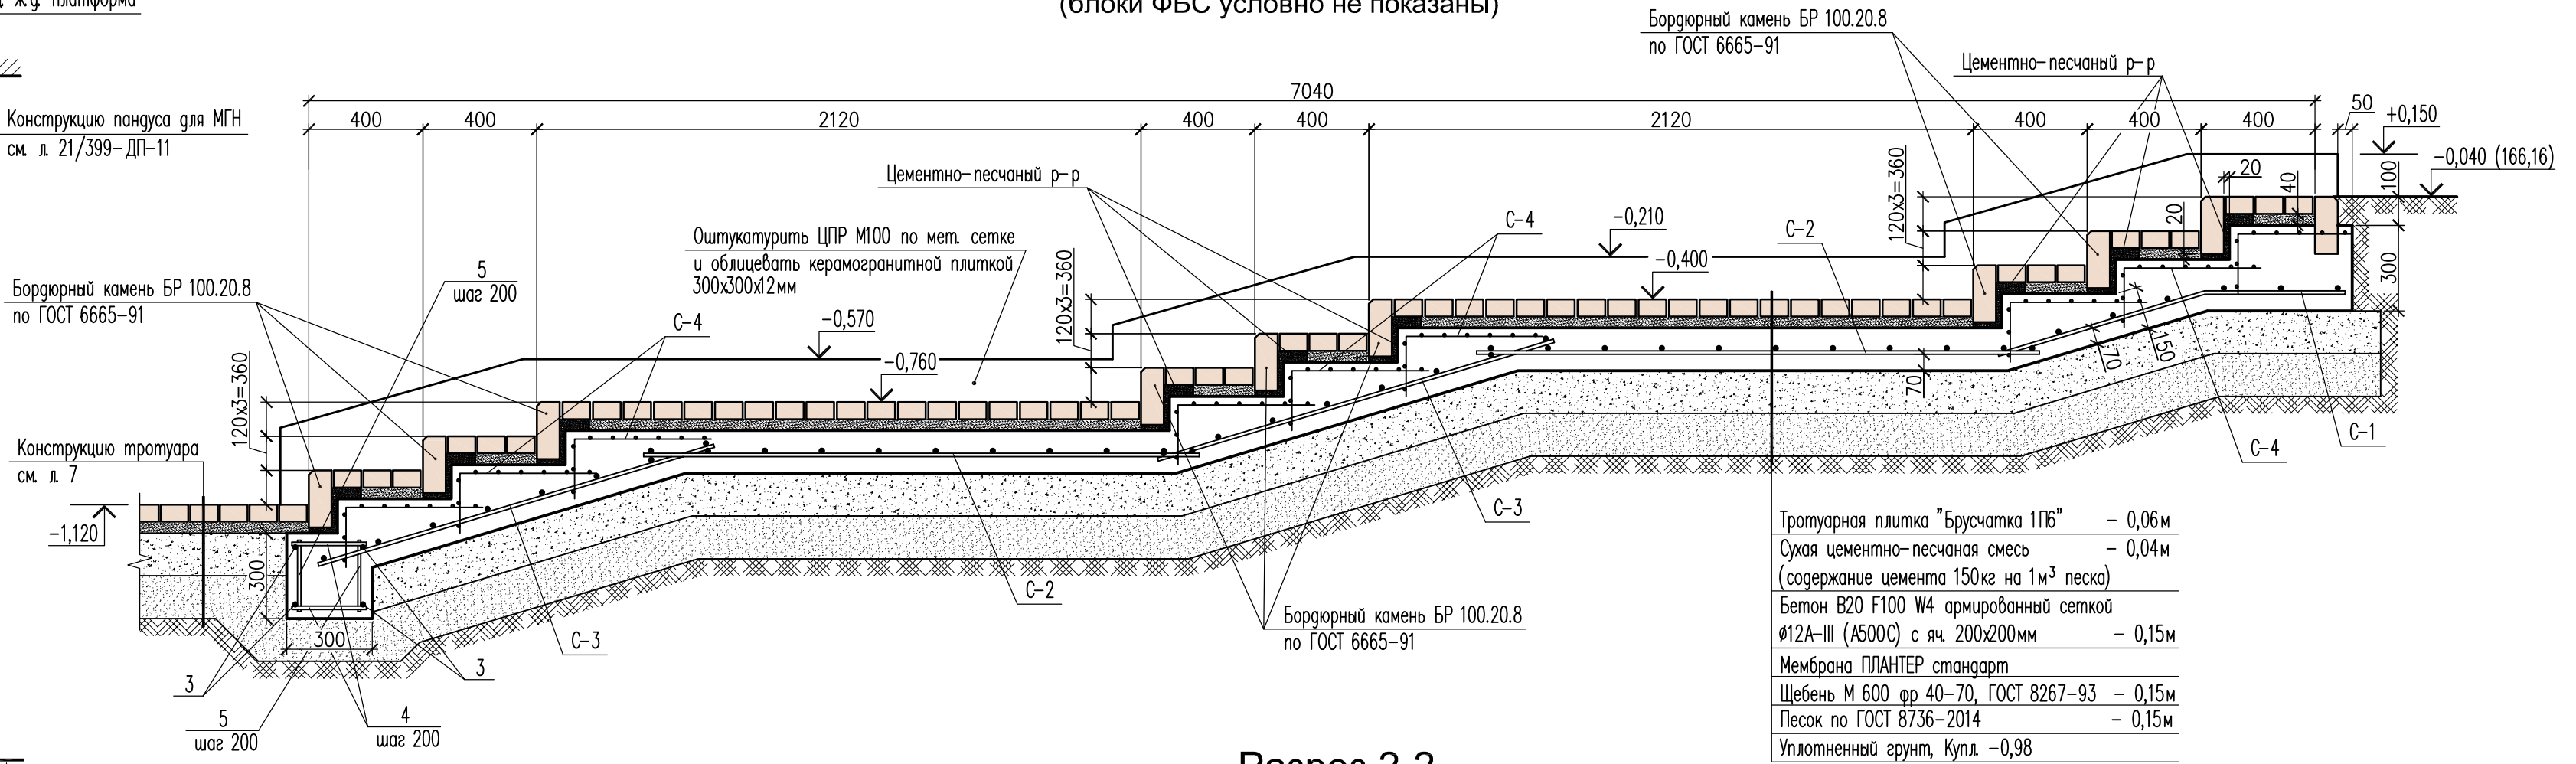 ж/д. платформа
(блоки ФБС условно не показаны)
Бордюрный камень БР 100.20.8
по ГОСТ 6665-91
Цементно-песчаный р-р
7040
400
400
2120
400
400
2120
400
400
400
50
+0,150
-0,040 (166,16)
Конструкцию пандуса для МГН
см. л. 21/399-ДП-11
Цементно-песчаный р-р
120х3=360
20
40
100
20
300
Оштукатурить ЦПР М100 по мет. сетке
и облицевать керамогранитной плиткой
300х300х12мм
С-4
-0,210
С-2
-0,400
120х3=360
5
шаг 200
Бордюрный камень БР 100.20.8
по ГОСТ 6665-91
С-4
-0,570
-0,760
70
150
70
120х3=360
Конструкцию тротуара
см. л. 7
-1,120
С-1
С-4
С-3
300
300
С-2
С-3
Бордюрный камень БР 100.20.8
по ГОСТ 6665-91
3
3
5
шаг 200
4
шаг 200
Тротуарная плитка "Брусчатка 1П6" - 0,06м
Сухая цементно-песчаная смесь - 0,04м
(содержание цемента 150кг на 1м³ песка)
Бетон В20 F100 W4 армированный сеткой
ø12А-III (А500С) с яч. 200х200мм - 0,15м
Мембрана ПЛАНТЕР стандарт
Щебень М 600 фр 40-70, ГОСТ 8267-93 - 0,15м
Песок по ГОСТ 8736-2014 - 0,15м
Уплотненный грунт, Купл. -0,98
Разрез 2-2